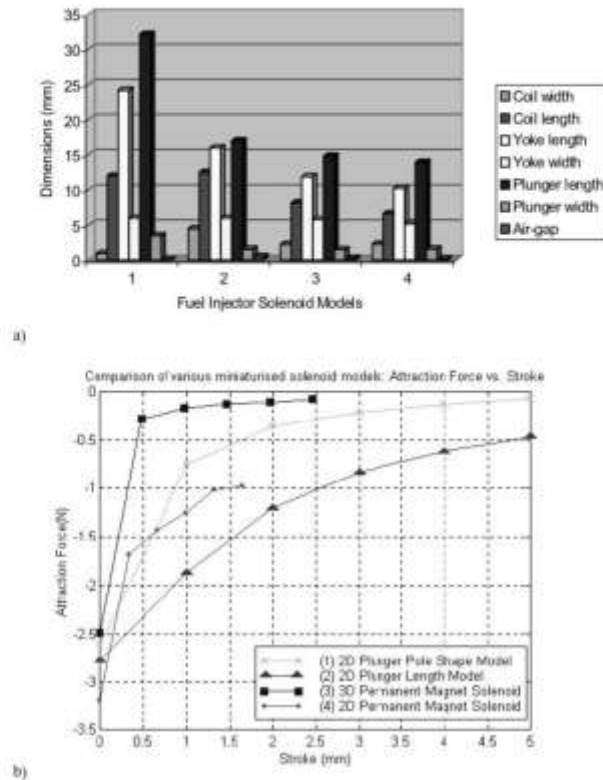 35
30
25
20
15
10
5
0
Dimensions (mm)
1 2 3 4
Fuel Injector Solenoid Models
Coil width
Coil length
Yoke length
Yoke width
Plunger length
Plunger width
Air-gap
a)
Comparison of various miniaturised solenoid models: Attraction Force vs. Stroke
0
-0.5
-1
-1.5
-2
-2.5
-3
-3.5
Attraction Force(N)
(1) 2D Plunger Pole Shape Model
(2) 2D Plunger Length Model
(3) 3D Permanent Magnet Solenoid
(4) 2D Permanent Magnet Solenoid
0 0.5 1 1.5 2 2.5 3 3.5 4 4.5 5
Stroke (mm)
b)